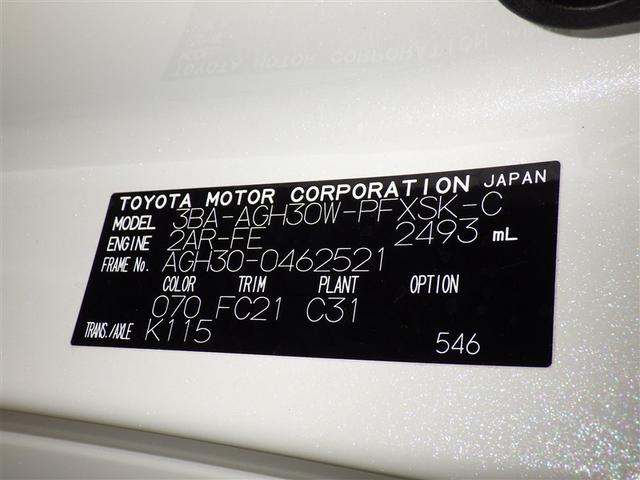 TOYOTA MOTOR CORPORATION JAPAN
MODEL 3BA-AGH30W-PFXSK-C
ENGINE 2AR-FE 2493 mL
FRAME No. AGH30-0462521
COLOR TRIM PLANT OPTION
070 FC21 C31
TRANS./AXLE K115
546